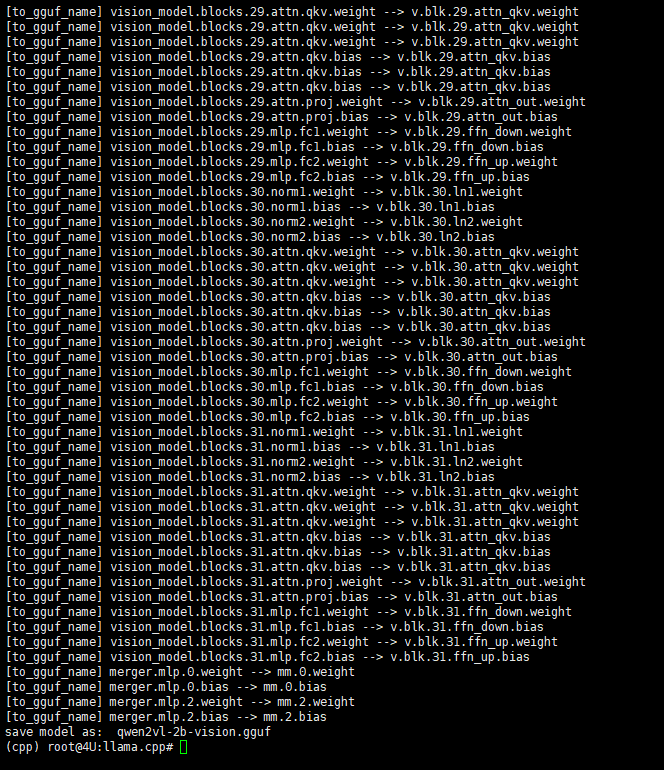 [to_gguf_name] vision_model.blocks.29.attn.qkv.weight --> v.blk.29.attn_qkv.weight
[to_gguf_name] vision_model.blocks.29.attn.qkv.weight --> v.blk.29.attn_qkv.weight
[to_gguf_name] vision_model.blocks.29.attn.qkv.weight --> v.blk.29.attn_qkv.weight
[to_gguf_name] vision_model.blocks.29.attn.qkv.bias --> v.blk.29.attn_qkv.bias
[to_gguf_name] vision_model.blocks.29.attn.qkv.bias --> v.blk.29.attn_qkv.bias
[to_gguf_name] vision_model.blocks.29.attn.qkv.bias --> v.blk.29.attn_qkv.bias
[to_gguf_name] vision_model.blocks.29.attn.proj.weight --> v.blk.29.attn_out.weight
[to_gguf_name] vision_model.blocks.29.attn.proj.bias --> v.blk.29.attn_out.bias
[to_gguf_name] vision_model.blocks.29.mlp.fc1.weight --> v.blk.29.ffn_down.weight
[to_gguf_name] vision_model.blocks.29.mlp.fc1.bias --> v.blk.29.ffn_down.bias
[to_gguf_name] vision_model.blocks.29.mlp.fc2.weight --> v.blk.29.ffn_up.weight
[to_gguf_name] vision_model.blocks.29.mlp.fc2.bias --> v.blk.29.ffn_up.bias
[to_gguf_name] vision_model.blocks.30.norm1.weight --> v.blk.30.ln1.weight
[to_gguf_name] vision_model.blocks.30.norm1.bias --> v.blk.30.ln1.bias
[to_gguf_name] vision_model.blocks.30.norm2.weight --> v.blk.30.ln2.weight
[to_gguf_name] vision_model.blocks.30.norm2.bias --> v.blk.30.ln2.bias
[to_gguf_name] vision_model.blocks.30.attn.qkv.weight --> v.blk.30.attn_qkv.weight
[to_gguf_name] vision_model.blocks.30.attn.qkv.weight --> v.blk.30.attn_qkv.weight
[to_gguf_name] vision_model.blocks.30.attn.qkv.weight --> v.blk.30.attn_qkv.weight
[to_gguf_name] vision_model.blocks.30.attn.qkv.bias --> v.blk.30.attn_qkv.bias
[to_gguf_name] vision_model.blocks.30.attn.qkv.bias --> v.blk.30.attn_qkv.bias
[to_gguf_name] vision_model.blocks.30.attn.qkv.bias --> v.blk.30.attn_qkv.bias
[to_gguf_name] vision_model.blocks.30.attn.proj.weight --> v.blk.30.attn_out.weight
[to_gguf_name] vision_model.blocks.30.attn.proj.bias --> v.blk.30.attn_out.bias
[to_gguf_name] vision_model.blocks.30.mlp.fc1.weight --> v.blk.30.ffn_down.weight
[to_gguf_name] vision_model.blocks.30.mlp.fc1.bias --> v.blk.30.ffn_down.bias
[to_gguf_name] vision_model.blocks.30.mlp.fc2.weight --> v.blk.30.ffn_up.weight
[to_gguf_name] vision_model.blocks.30.mlp.fc2.bias --> v.blk.30.ffn_up.bias
[to_gguf_name] vision_model.blocks.31.norm1.weight --> v.blk.31.ln1.weight
[to_gguf_name] vision_model.blocks.31.norm1.bias --> v.blk.31.ln1.bias
[to_gguf_name] vision_model.blocks.31.norm2.weight --> v.blk.31.ln2.weight
[to_gguf_name] vision_model.blocks.31.norm2.bias --> v.blk.31.ln2.bias
[to_gguf_name] vision_model.blocks.31.attn.qkv.weight --> v.blk.31.attn_qkv.weight
[to_gguf_name] vision_model.blocks.31.attn.qkv.weight --> v.blk.31.attn_qkv.weight
[to_gguf_name] vision_model.blocks.31.attn.qkv.weight --> v.blk.31.attn_qkv.weight
[to_gguf_name] vision_model.blocks.31.attn.qkv.bias --> v.blk.31.attn_qkv.bias
[to_gguf_name] vision_model.blocks.31.attn.qkv.bias --> v.blk.31.attn_qkv.bias
[to_gguf_name] vision_model.blocks.31.attn.qkv.bias --> v.blk.31.attn_qkv.bias
[to_gguf_name] vision_model.blocks.31.attn.proj.weight --> v.blk.31.attn_out.weight
[to_gguf_name] vision_model.blocks.31.attn.proj.bias --> v.blk.31.attn_out.bias
[to_gguf_name] vision_model.blocks.31.mlp.fc1.weight --> v.blk.31.ffn_down.weight
[to_gguf_name] vision_model.blocks.31.mlp.fc1.bias --> v.blk.31.ffn_down.bias
[to_gguf_name] vision_model.blocks.31.mlp.fc2.weight --> v.blk.31.ffn_up.weight
[to_gguf_name] vision_model.blocks.31.mlp.fc2.bias --> v.blk.31.ffn_up.bias
[to_gguf_name] merger.mlp.0.weight --> mm.0.weight
[to_gguf_name] merger.mlp.0.bias --> mm.0.bias
[to_gguf_name] merger.mlp.2.weight --> mm.2.weight
[to_gguf_name] merger.mlp.2.bias --> mm.2.bias
save model as:  qwen2vl-2b-vision.gguf
(cpp) root@4U:llama.cpp#